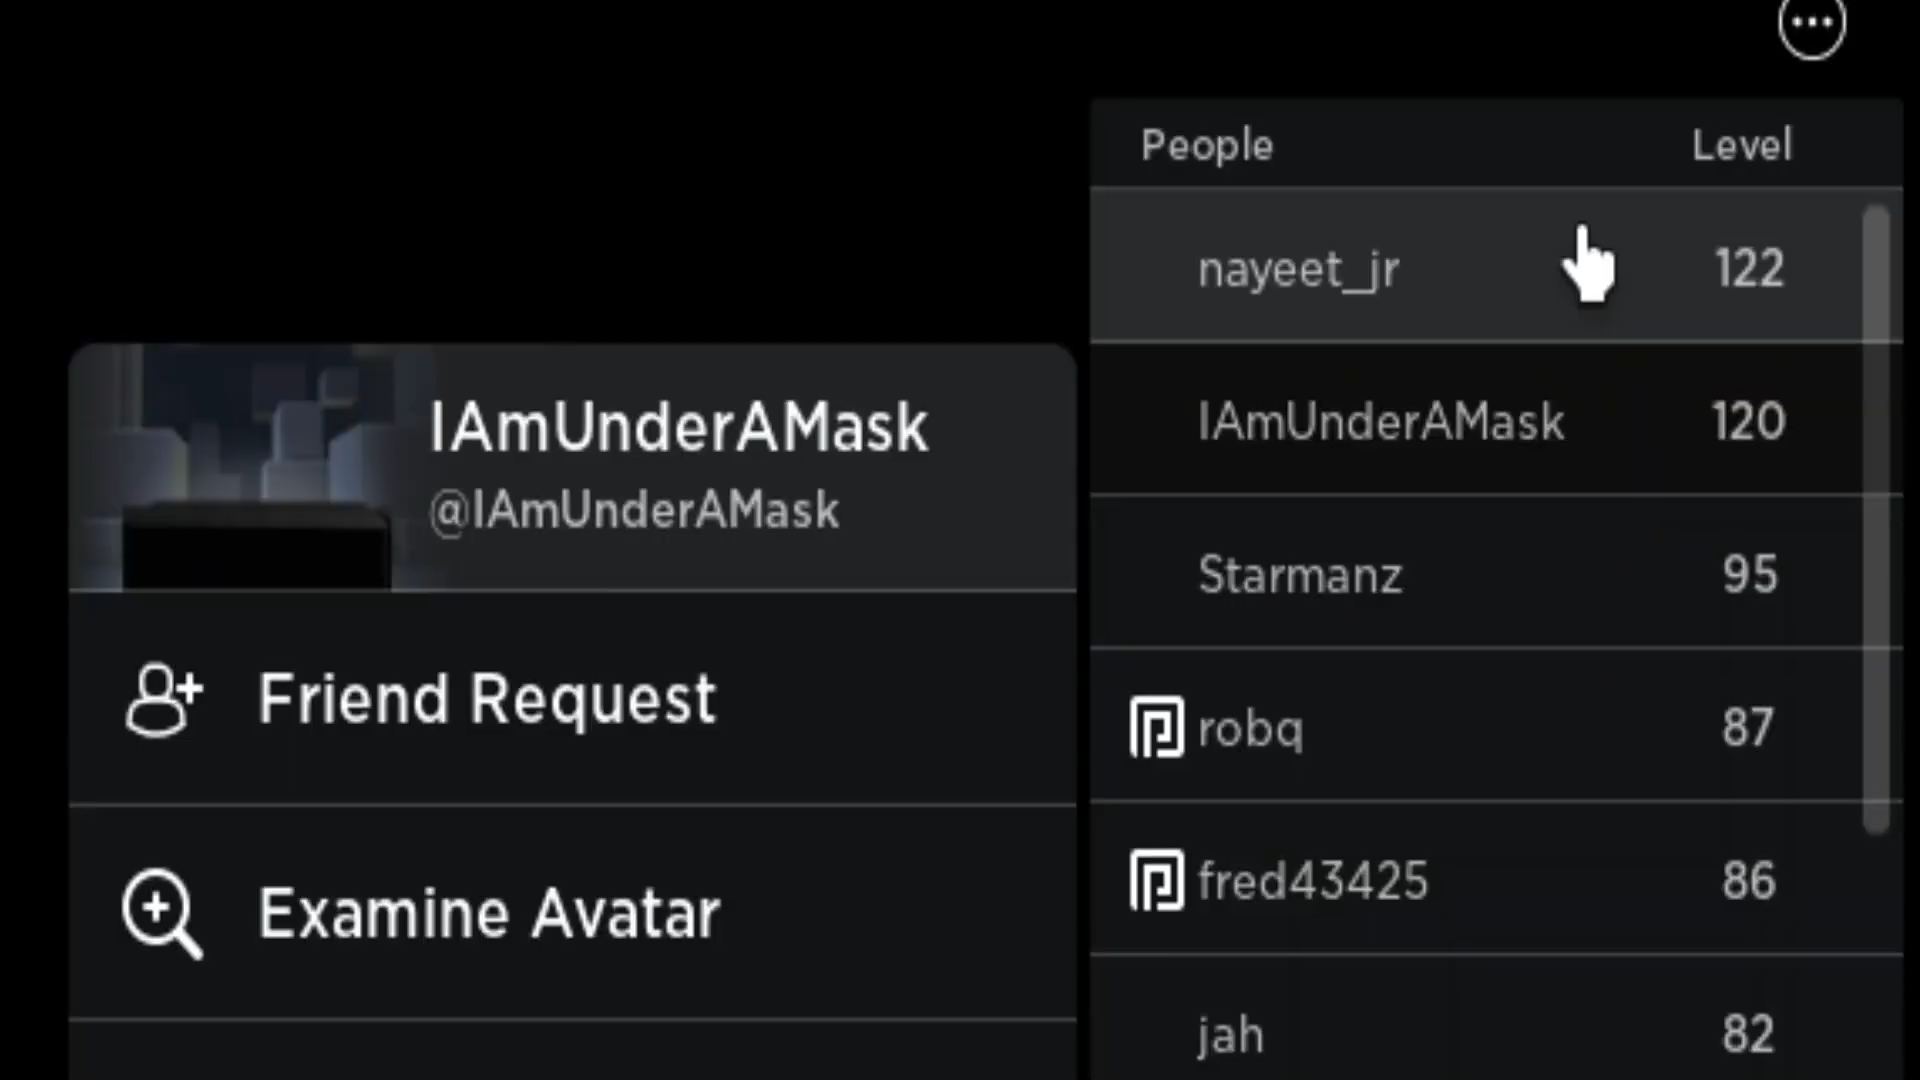 People Level
nayeet_jr 122
IAmUnderAMask 120
Starmanz 95
robq 87
fred43425 86
jah 82
IAmUnderAMask
@IAmUnderAMask
Friend Request
Examine Avatar